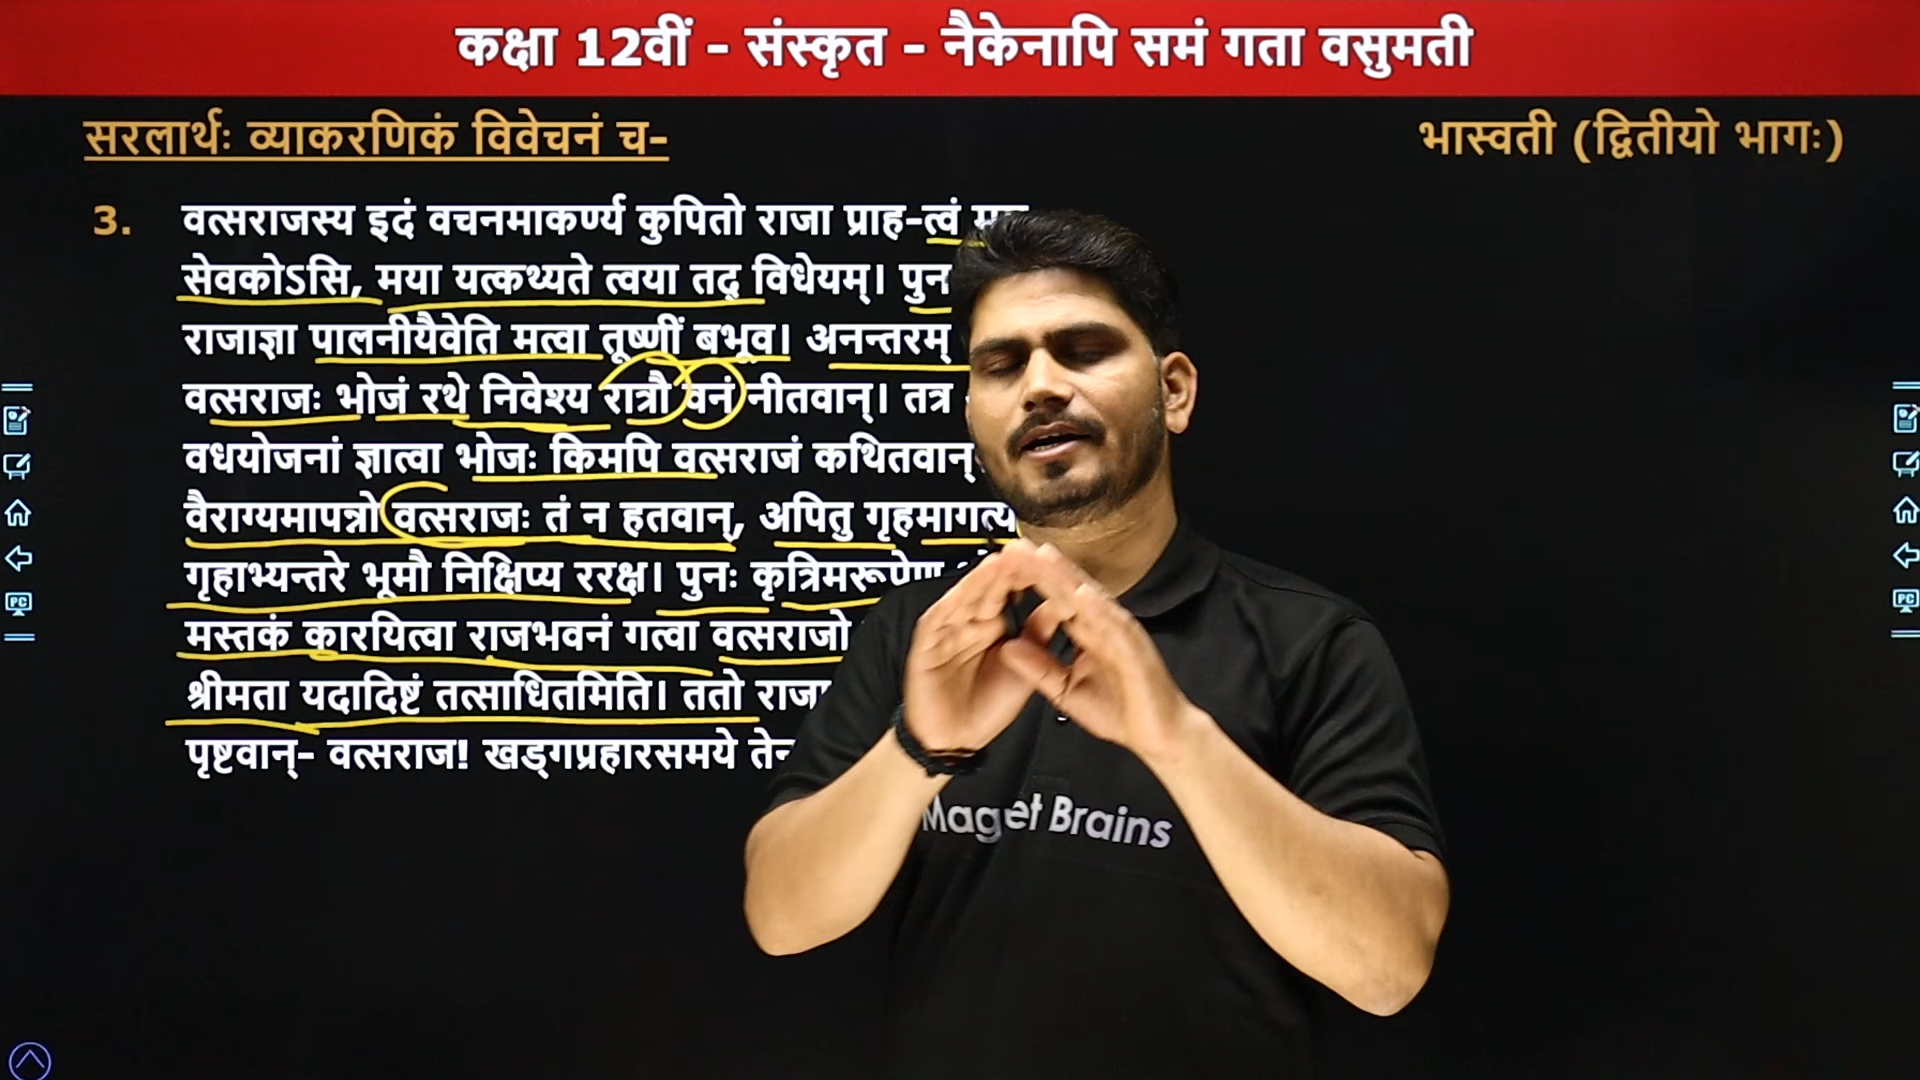 कक्षा 12वीं - संस्कृत - नैकेनापि समं गता वसुमती
सरलार्थः व्याकरणिकं विवेचनं च-
भास्वती (द्वितीयो भागः)
3. वत्सराजस्य इदं वचनमाकर्ण्य कुपितो राजा प्राह-त्वं
सेवकोऽसि, मया यत्कथ्यते त्वया तद् विधेयम्। पुन
राजाज्ञा पालनीयैवेति मत्वा तूष्णीं बभूव। अनन्तरम्
वत्सराजः भोजं रथे निवेश्य रात्रौ वनं नीतवान्। तत्र
वधयोजनां ज्ञात्वा भोजः किमपि वत्सराजं कथितवान्
वैराग्यमापन्नो वत्सराजः तं न हतवान्, अपितु गृहमागत्य
गृहाभ्यन्तरे भूमौ निक्षिप्य ररक्ष। पुनः कृत्रिमरूपेण
मस्तकं कारयित्वा राजभवनं गत्वा वत्सराजो
श्रीमता यदादिष्टं तत्साधितमिति। ततो राजा
पृष्टवान्- वत्सराज! खड्गप्रहारसमये
PC
PC
Magnet Brains